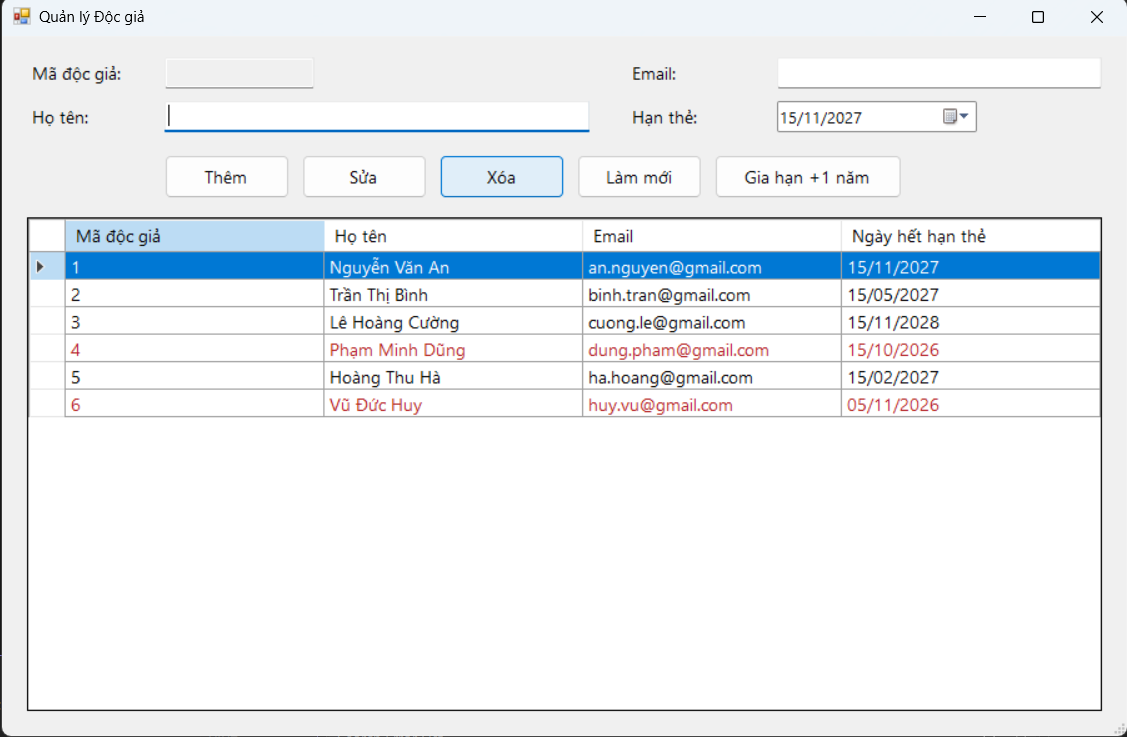 Quản lý Độc giả
Mã độc giả: Email:
Họ tên: Hạn thẻ: 15/11/2027
Thêm Sửa Xóa Làm mới Gia hạn +1 năm
Mã độc giả Họ tên Email Ngày hết hạn thẻ
1 Nguyễn Văn An an.nguyen@gmail.com 15/11/2027
2 Trần Thị Bình binh.tran@gmail.com 15/05/2027
3 Lê Hoàng Cường cuong.le@gmail.com 15/11/2028
4 Phạm Minh Dũng dung.pham@gmail.com 15/10/2026
5 Hoàng Thu Hà ha.hoang@gmail.com 15/02/2027
6 Vũ Đức Huy huy.vu@gmail.com 05/11/2026